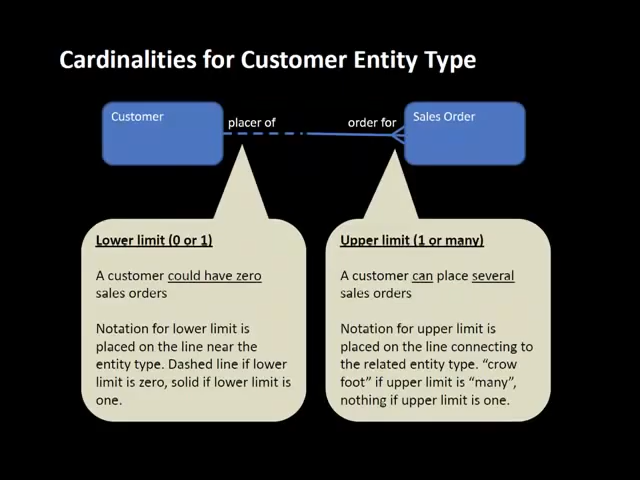 Cardinalities for Customer Entity Type
Customer
placer of
order for
Sales Order
Lower limit (0 or 1)
A customer could have zero
sales orders
Notation for lower limit is
placed on the line near the
entity type. Dashed line if lower
limit is zero, solid if lower limit is
one.
Upper limit (1 or many)
A customer can place several
sales orders
Notation for upper limit is
placed on the line connecting to
the related entity type. “crow
foot” if upper limit is “many”,
nothing if upper limit is one.